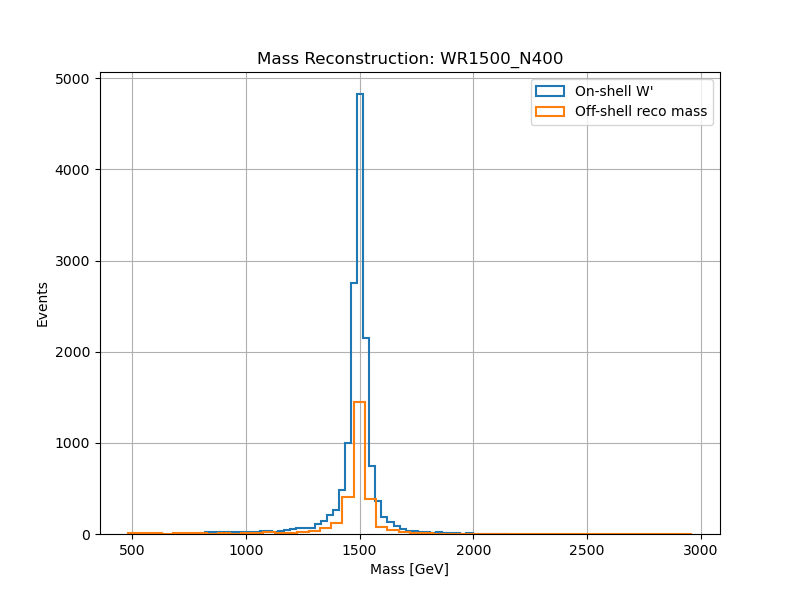 Mass Reconstruction: WR1500_N400
On-shell W'
Off-shell reco mass
5000
4000
3000
2000
1000
0
Events
500
1000
1500
2000
2500
3000
Mass [GeV]